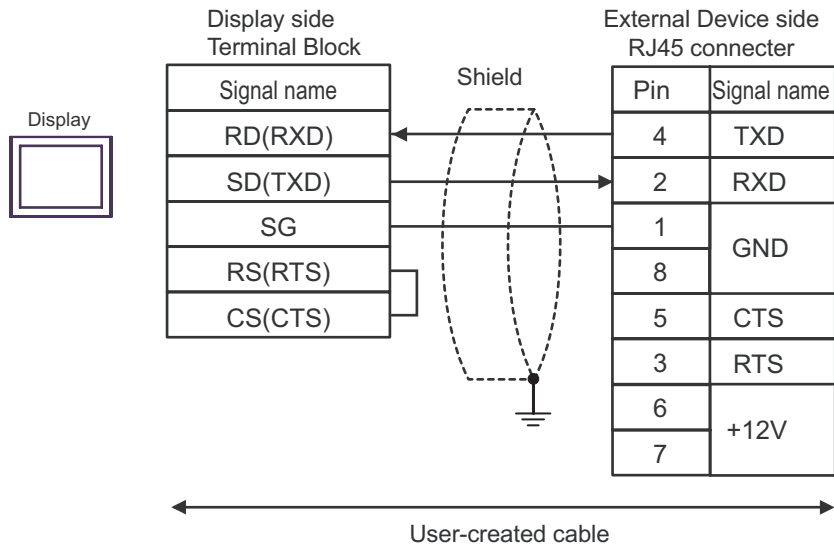 Display side
Terminal Block
External Device side
RJ45 connecter
Display
Signal name
RD(RXD)
SD(TXD)
SG
RS(RTS)
CS(CTS)
Shield
Pin
Signal name
4
TXD
2
RXD
1
8
GND
5
CTS
3
RTS
6
7
+12V
User-created cable